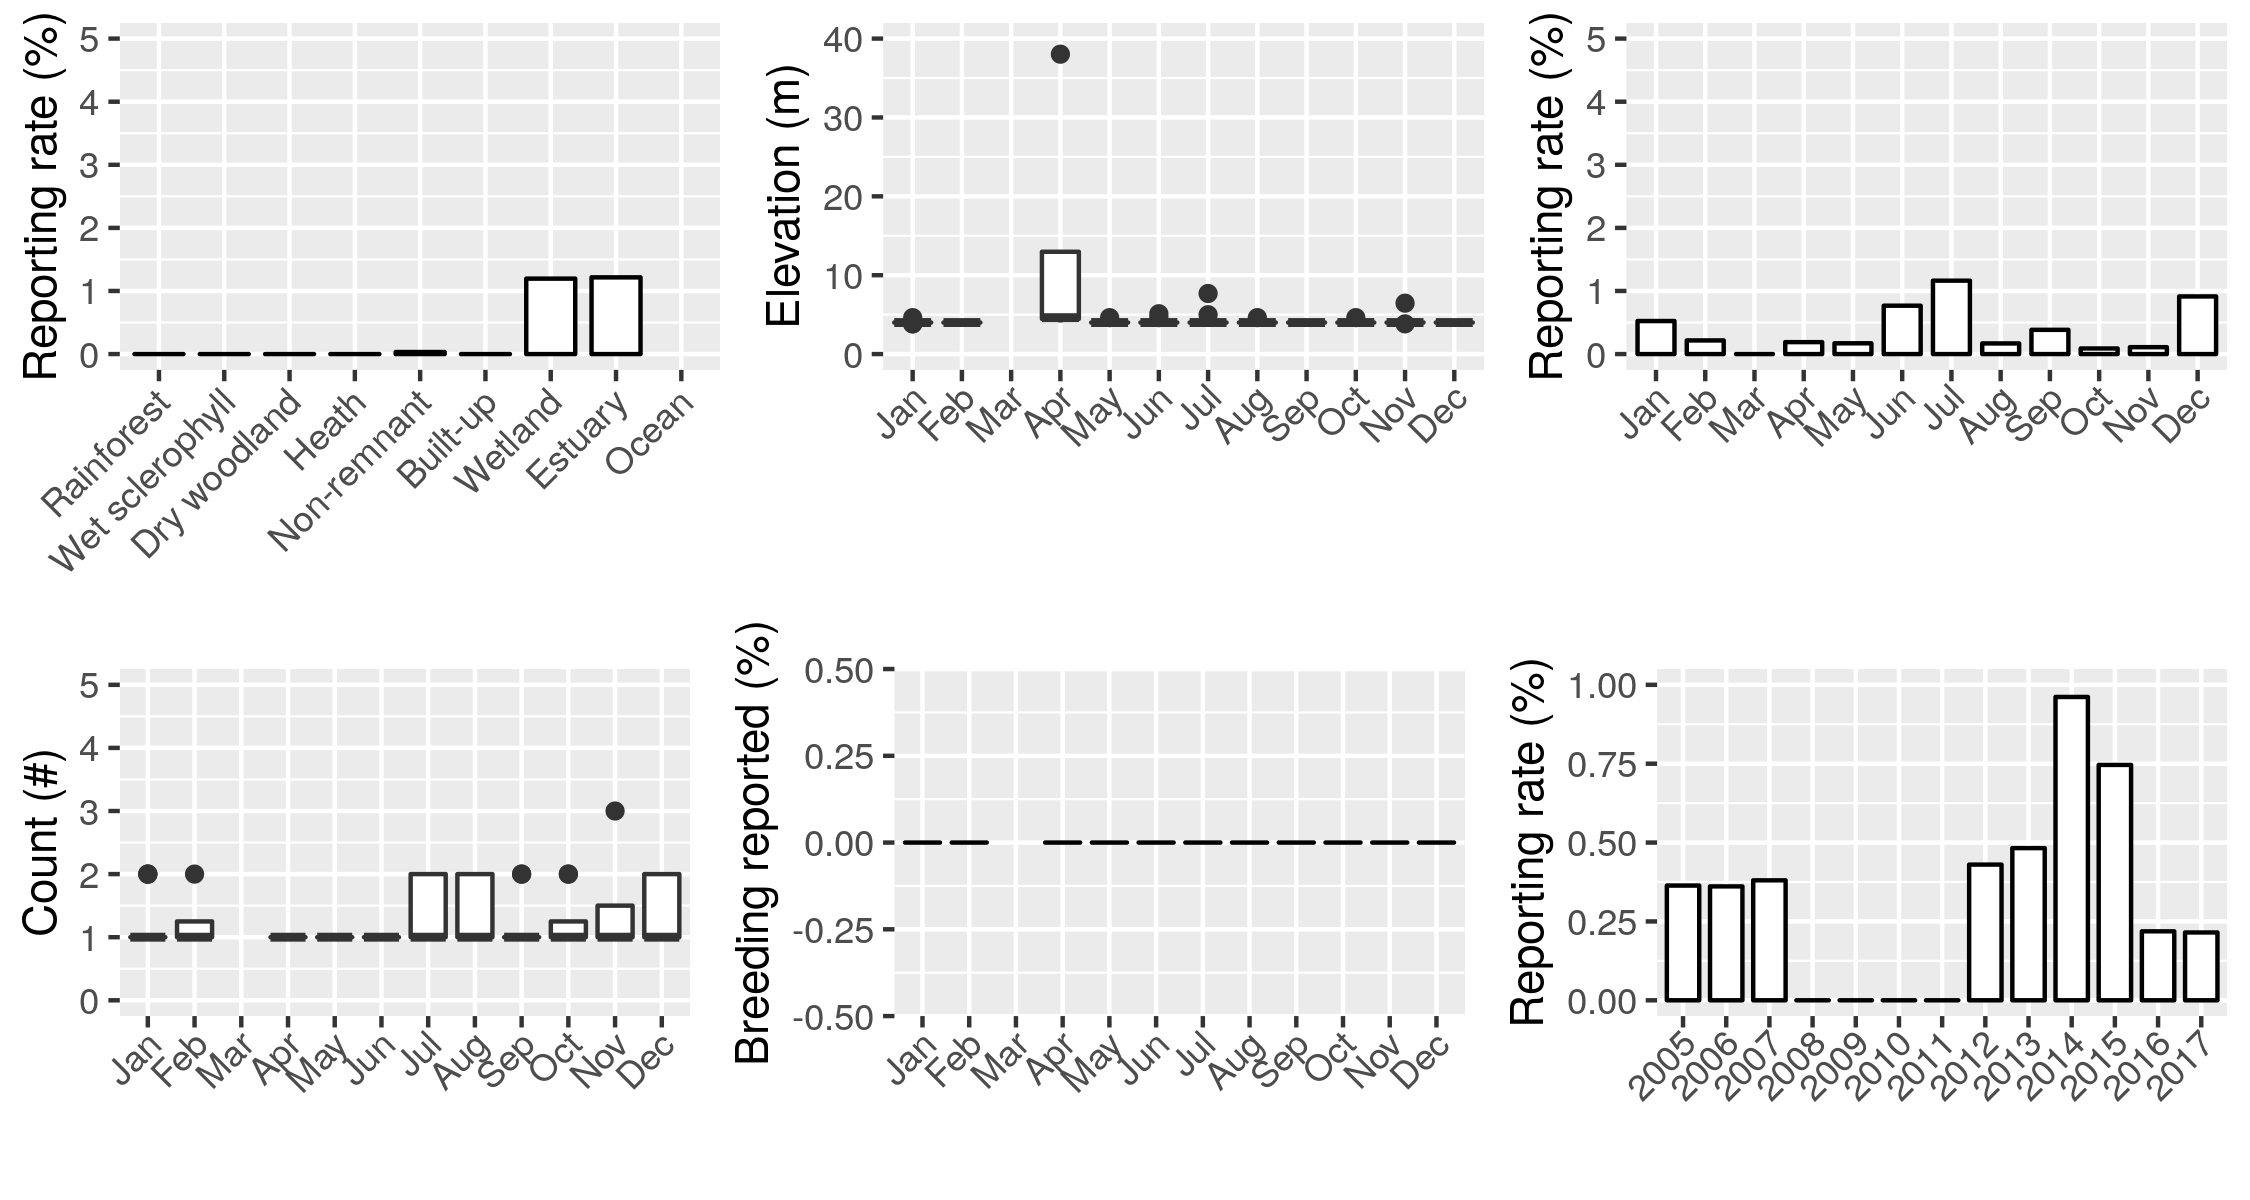 Reporting rate (%)
5
4
3
2
1
0
Rainforest
Wet sclerophyll
Dry woodland
Heath
Non-remnant
Built-up
Wetland
Estuary
Ocean
Elevation (m)
40
30
20
10
0
Jan
Feb
Mar
Apr
May
Jun
Jul
Aug
Sep
Oct
Nov
Dec
Reporting rate (%)
5
4
3
2
1
0
Jan
Feb
Mar
Apr
May
Jun
Jul
Aug
Sep
Oct
Nov
Dec
Count (#)
5
4
3
2
1
0
Jan
Feb
Mar
Apr
May
Jun
Jul
Aug
Sep
Oct
Nov
Dec
Breeding reported (%)
0.50
0.25
0.00
-0.25
-0.50
Jan
Feb
Mar
Apr
May
Jun
Jul
Aug
Sep
Oct
Nov
Dec
Reporting rate (%)
1.00
0.75
0.50
0.25
0.00
2005
2006
2007
2008
2009
2010
2011
2012
2013
2014
2015
2016
2017